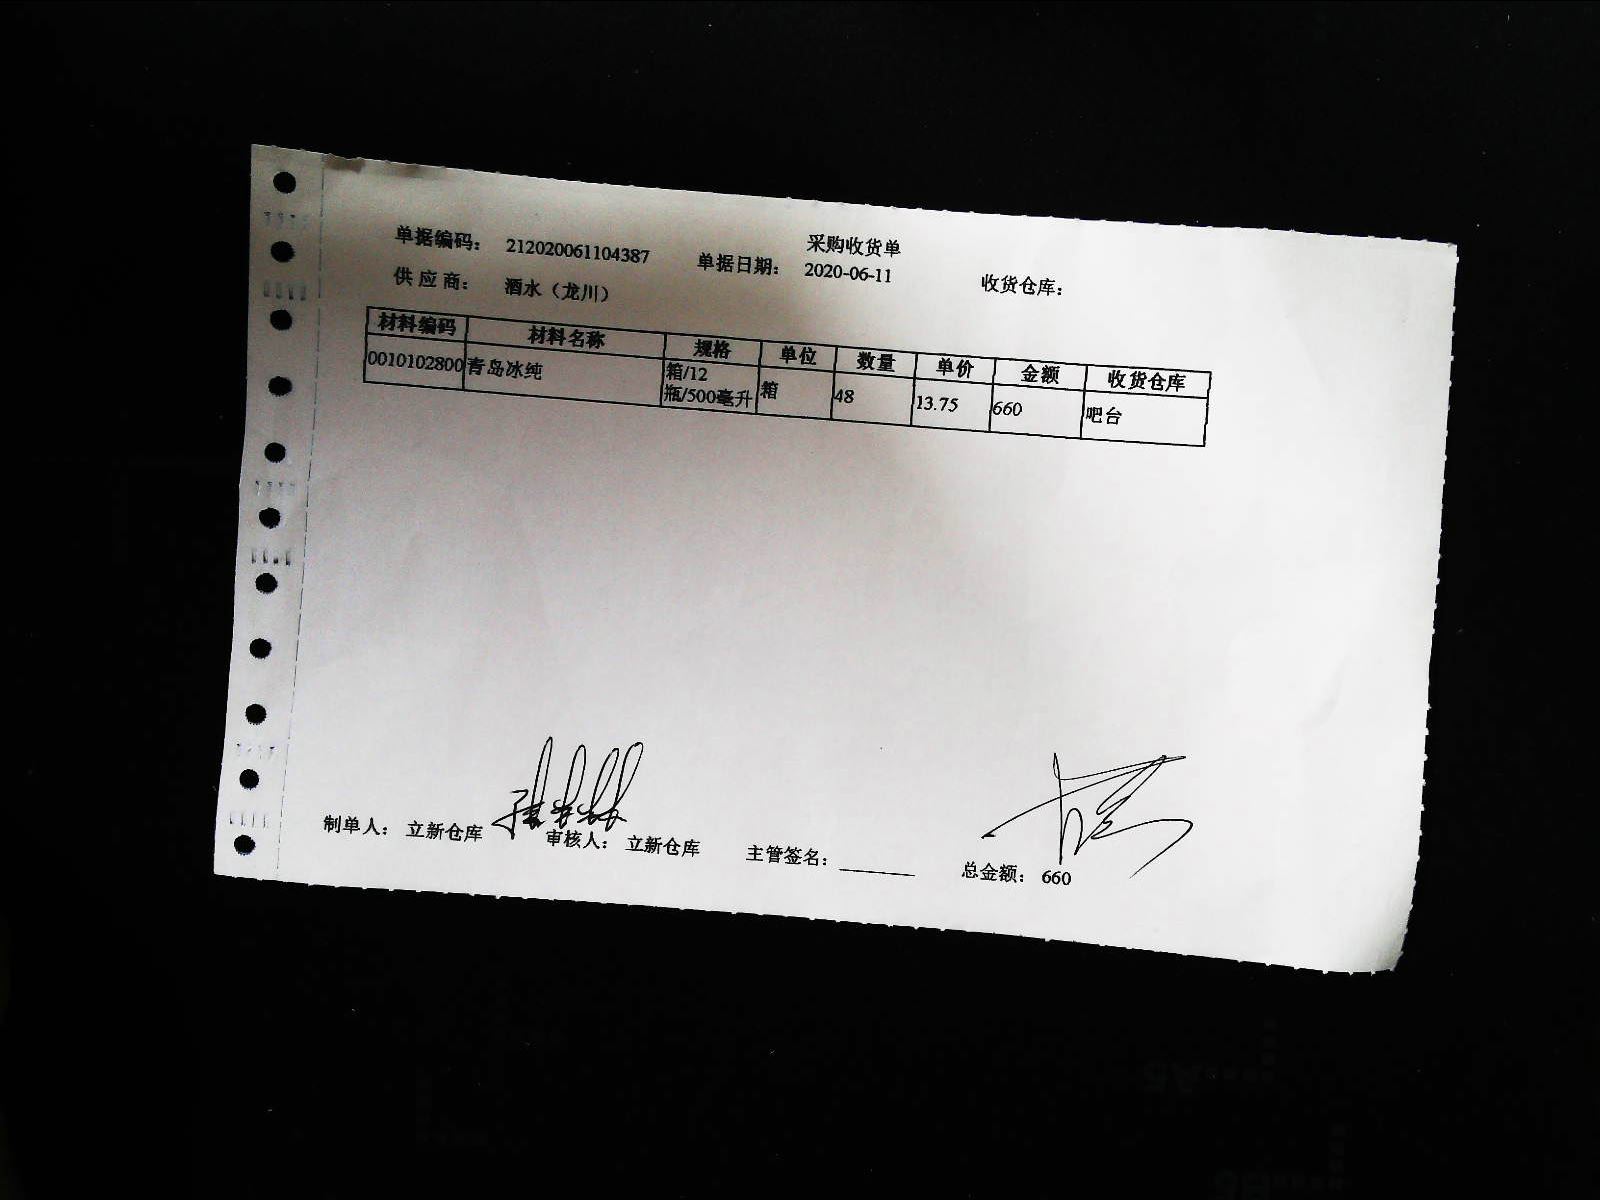 采购收货单
单据编码： 212020061104387 单据日期： 2020-06-11 收货仓库：
供 应 商： 酒水（龙川）
材料编码 材料名称 规格 单位 数量 单价 金额 收货仓库
0010102800 青岛冰纯 箱/12 箱 48 13.75 660 吧台
瓶/500毫升
制单人： 立新仓库 审核人： 立新仓库 主管签名： 总金额： 660